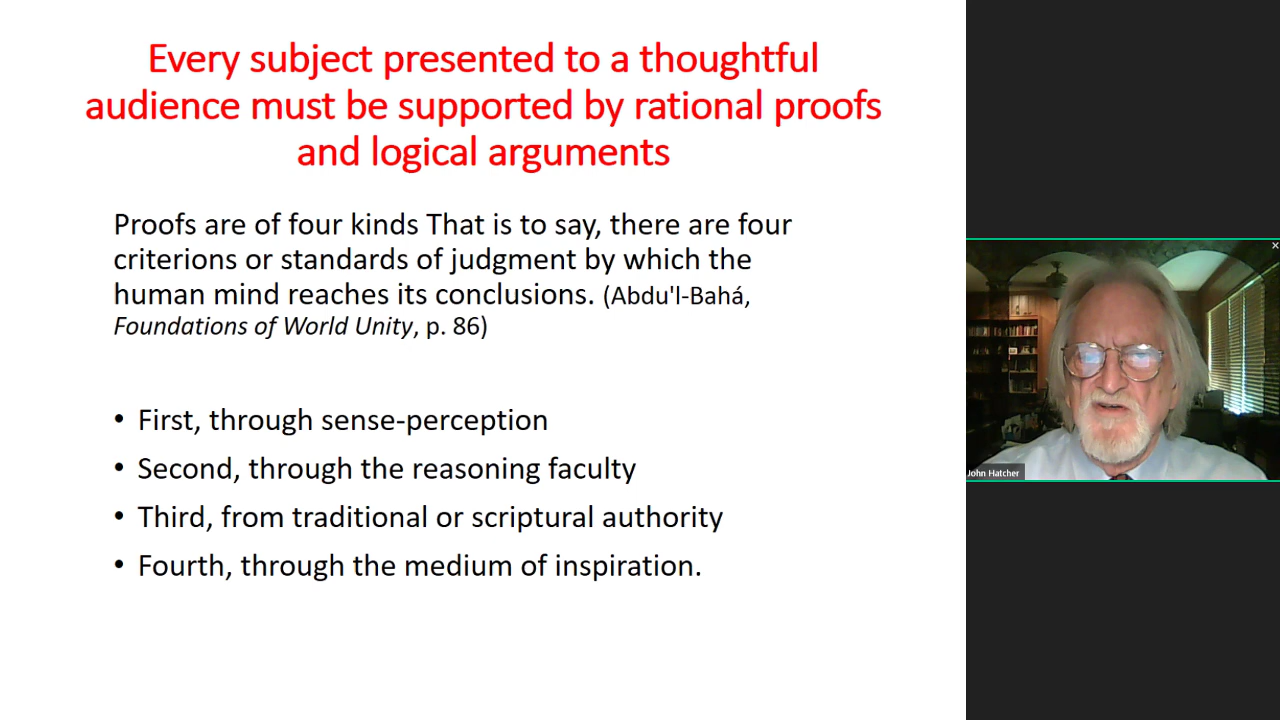 Every subject presented to a thoughtful
audience must be supported by rational proofs
and logical arguments
Proofs are of four kinds That is to say, there are four
criterions or standards of judgment by which the
human mind reaches its conclusions. (Abdu'l-Bahá,
Foundations of World Unity, p. 86)
• First, through sense-perception
• Second, through the reasoning faculty
• Third, from traditional or scriptural authority
• Fourth, through the medium of inspiration.
John Hatcher